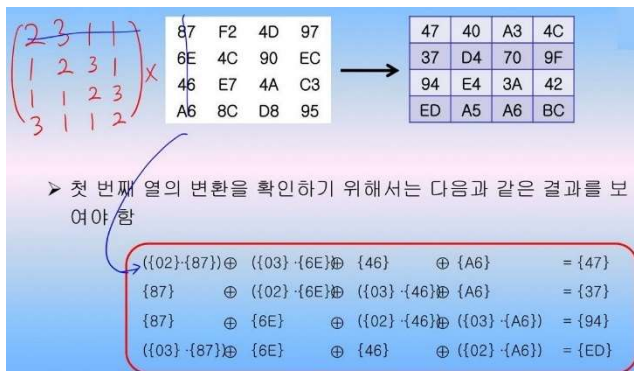 2 3 1 1
1 2 3 1
1 1 2 3
3 1 1 2
×
87 F2 4D 97
6E 4C 90 EC
46 E7 4A C3
A6 8C D8 95
47 40 A3 4C
37 D4 70 9F
94 E4 3A 42
ED A5 A6 BC
➢ 첫 번째 열의 변환을 확인하기 위해서는 다음과 같은 결과를 보
여야 함
({02}·{87})⊕ ({03} ·{6E})⊕ {46} ⊕ {A6} = {47}
{87} ⊕ ({02} ·{6E})⊕ ({03} ·{46})⊕ {A6} = {37}
{87} ⊕ {6E} ⊕ ({02} ·{46})⊕ ({03} ·{A6}) = {94}
({03} ·{87})⊕ {6E} ⊕ {46} ⊕ ({02} ·{A6}) = {ED}